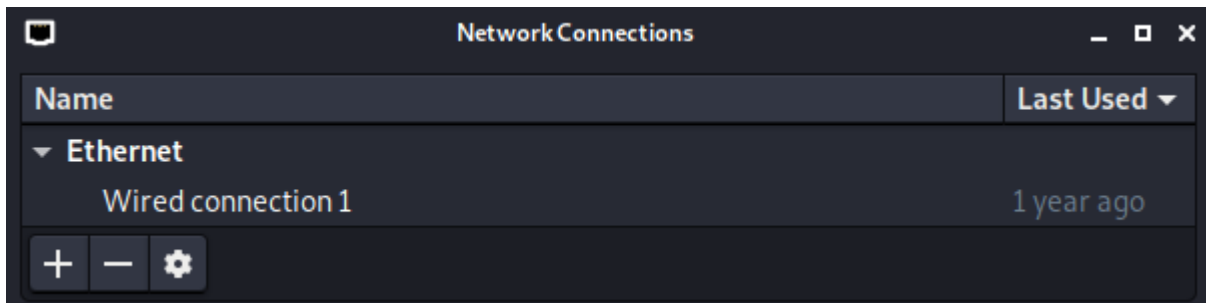 Network Connections
Name Last Used
Ethernet
Wired connection 1 1 year ago